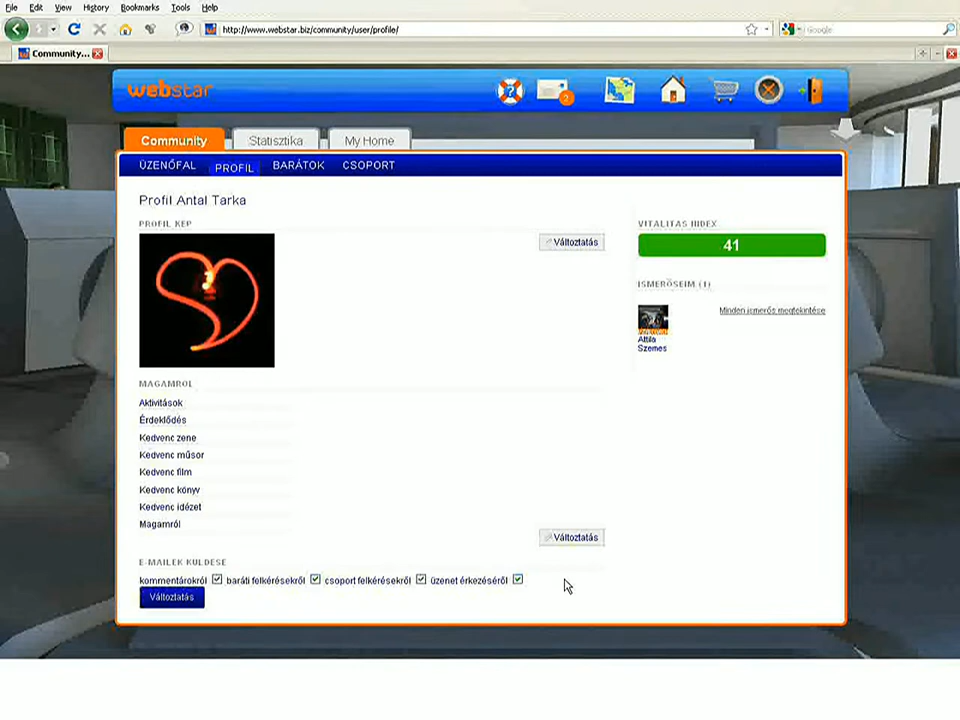 File Edit View History Bookmarks Tools Help
http://www.webstar.biz/community/user/profile/
Google
Community...
webstar
2
Community Statisztika My Home
ÜZENŐFAL PROFIL BARÁTOK CSOPORT
Profil Antal Tarka
PROFIL KÉP
Változtatás
VITALITÁS INDEX
41
ISMERŐSEIM (1)
Minden ismerős megtekintése
Attila
Szemes
MAGAMRÓL
Aktivitások
Érdeklődés
Kedvenc zene
Kedvenc műsor
Kedvenc film
Kedvenc könyv
Kedvenc idézet
Magamról
Változtatás
E-MAILEK KÜLDÉSE
kommentárokról baráti felkérésekről csoport felkérésekről üzenet érkezéséről
Változtatás